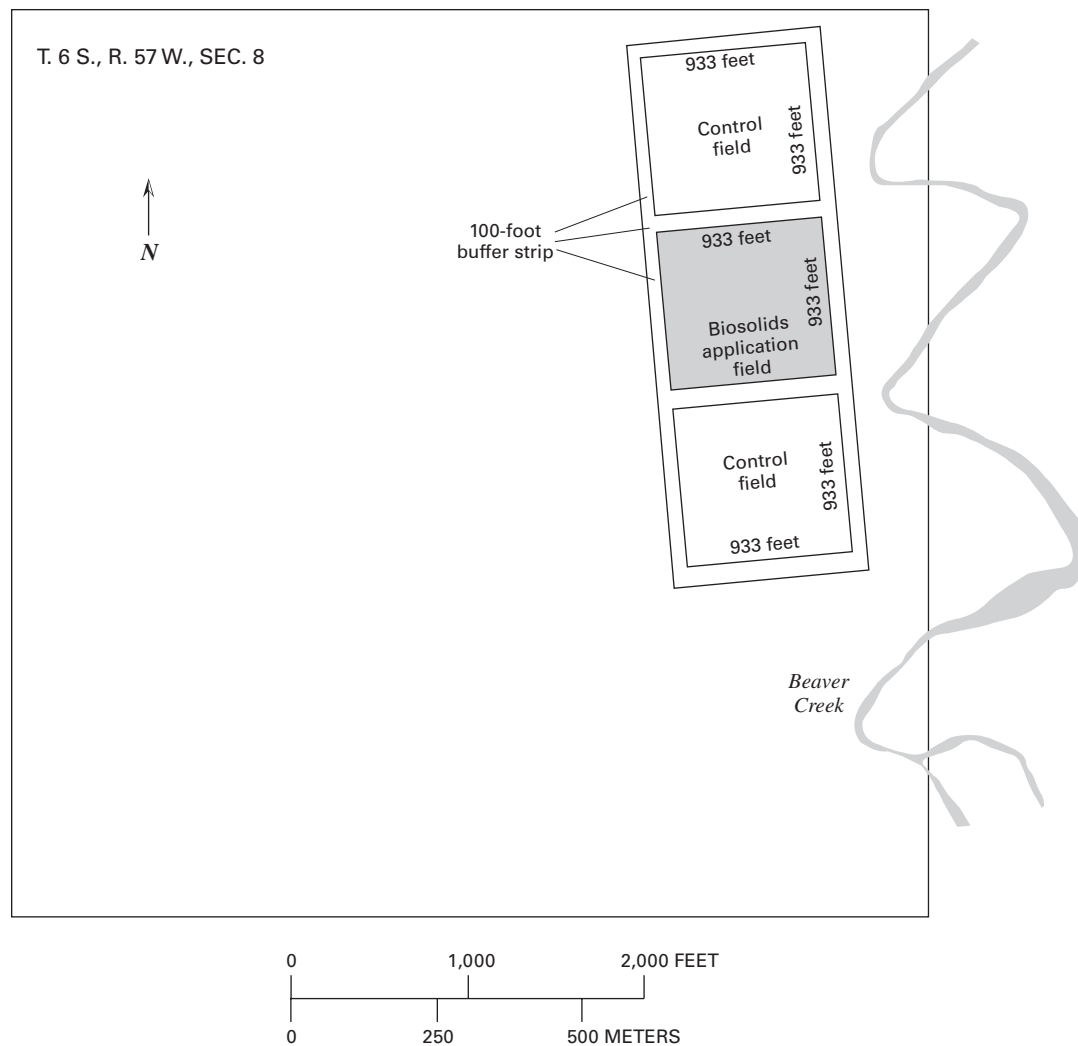 T. 6 S., R. 57 W., SEC. 8
N
933 feet
Control
field
933 feet
100-foot
buffer strip
933 feet
933 feet
Biosolids
application
field
Control
field
933 feet
933 feet
Beaver
Creek
0
1,000
2,000 FEET
0
250
500 METERS